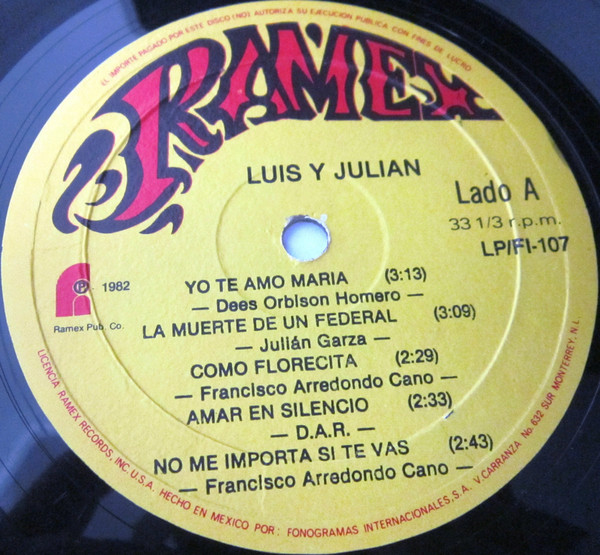 EL IMPORTE PAGADO POR ESTE DISCO (NO) AUTORIZA SU EJECUCION PUBLICA CON FINES DE LUCRO
RAMEX
LUIS Y JULIAN
Lado A
33 1/3 r.p.m.
LP/FI-107
℗ 1982
Ramex Pub. Co.
YO TE AMO MARIA (3:13)
— Dees Orbison Homero —
LA MUERTE DE UN FEDERAL (3:09)
— Julián Garza —
COMO FLORECITA (2:29)
— Francisco Arredondo Cano —
AMAR EN SILENCIO (2:33)
— D.A.R. —
NO ME IMPORTA SI TE VAS (2:43)
— Francisco Arredondo Cano —
LICENCIA RAMEX RECORDS, INC. U.S.A. HECHO EN MEXICO POR: FONOGRAMAS INTERNACIONALES, S.A. V. CARRANZA No. 632 SUR MONTERREY, N.L.